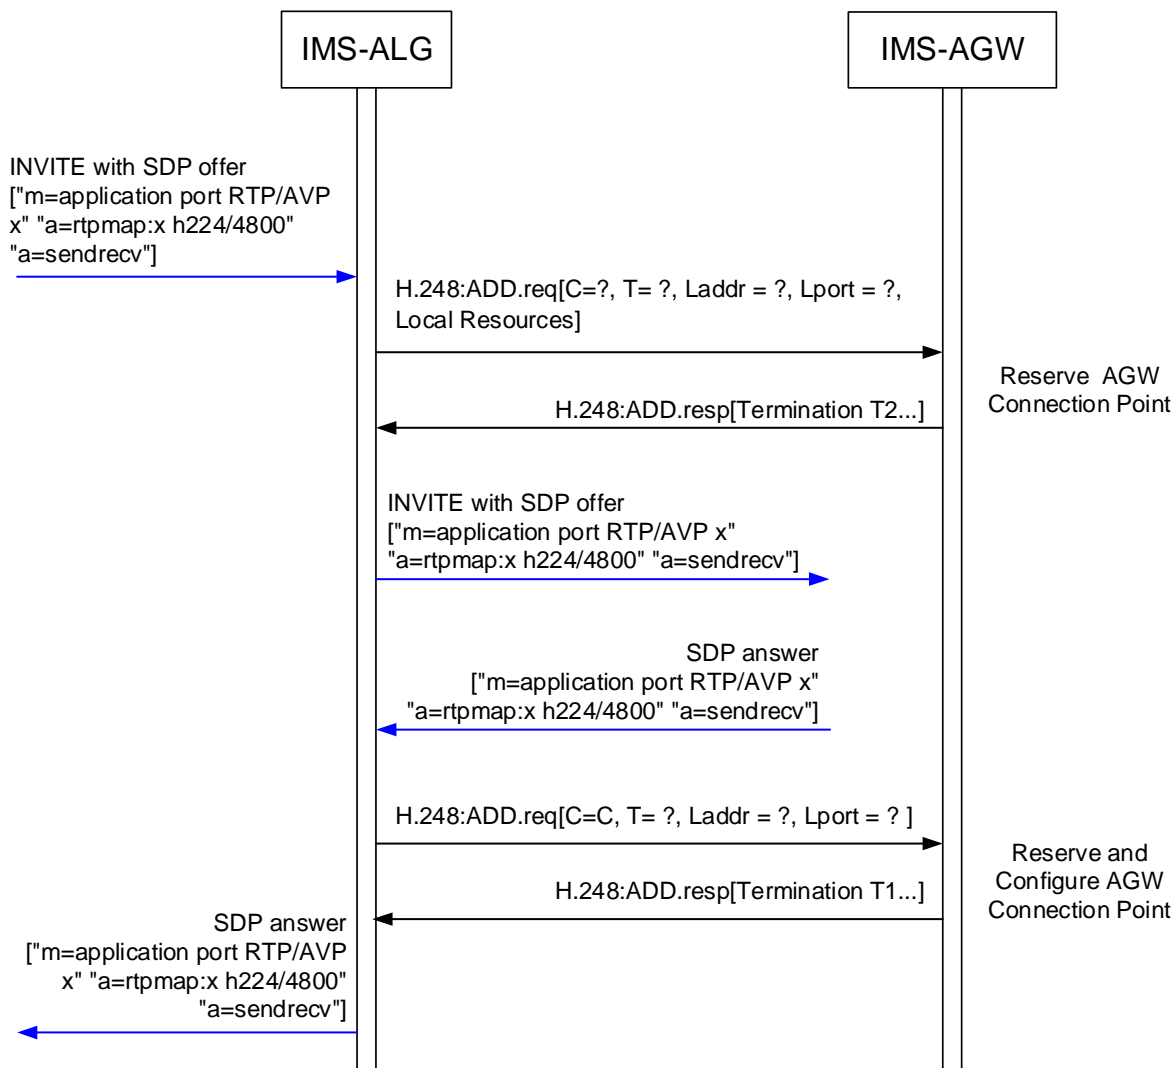 IMS-ALG
IMS-AGW
INVITE with SDP offer
["m=application port RTP/AVP
x" "a=rtpmap:x h224/4800"
"a=sendrecv"]
H.248:ADD.req[C=?, T= ?, Laddr = ?, Lport = ?,
Local Resources]
Reserve  AGW
Connection Point
H.248:ADD.resp[Termination T2...]
INVITE with SDP offer
["m=application port RTP/AVP x"
"a=rtpmap:x h224/4800" "a=sendrecv"]
SDP answer
["m=application port RTP/AVP x"
"a=rtpmap:x h224/4800" "a=sendrecv"]
H.248:ADD.req[C=C, T= ?, Laddr = ?, Lport = ? ]
Reserve and
Configure AGW
Connection Point
H.248:ADD.resp[Termination T1...]
SDP answer
["m=application port RTP/AVP
x" "a=rtpmap:x h224/4800"
"a=sendrecv"]